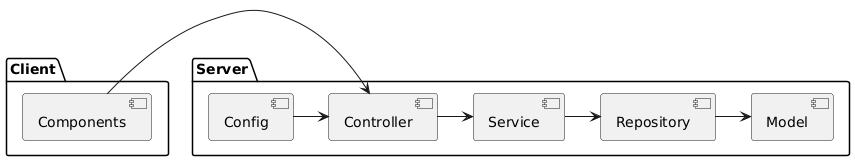 Client
Components
Server
Config
Controller
Service
Repository
Model